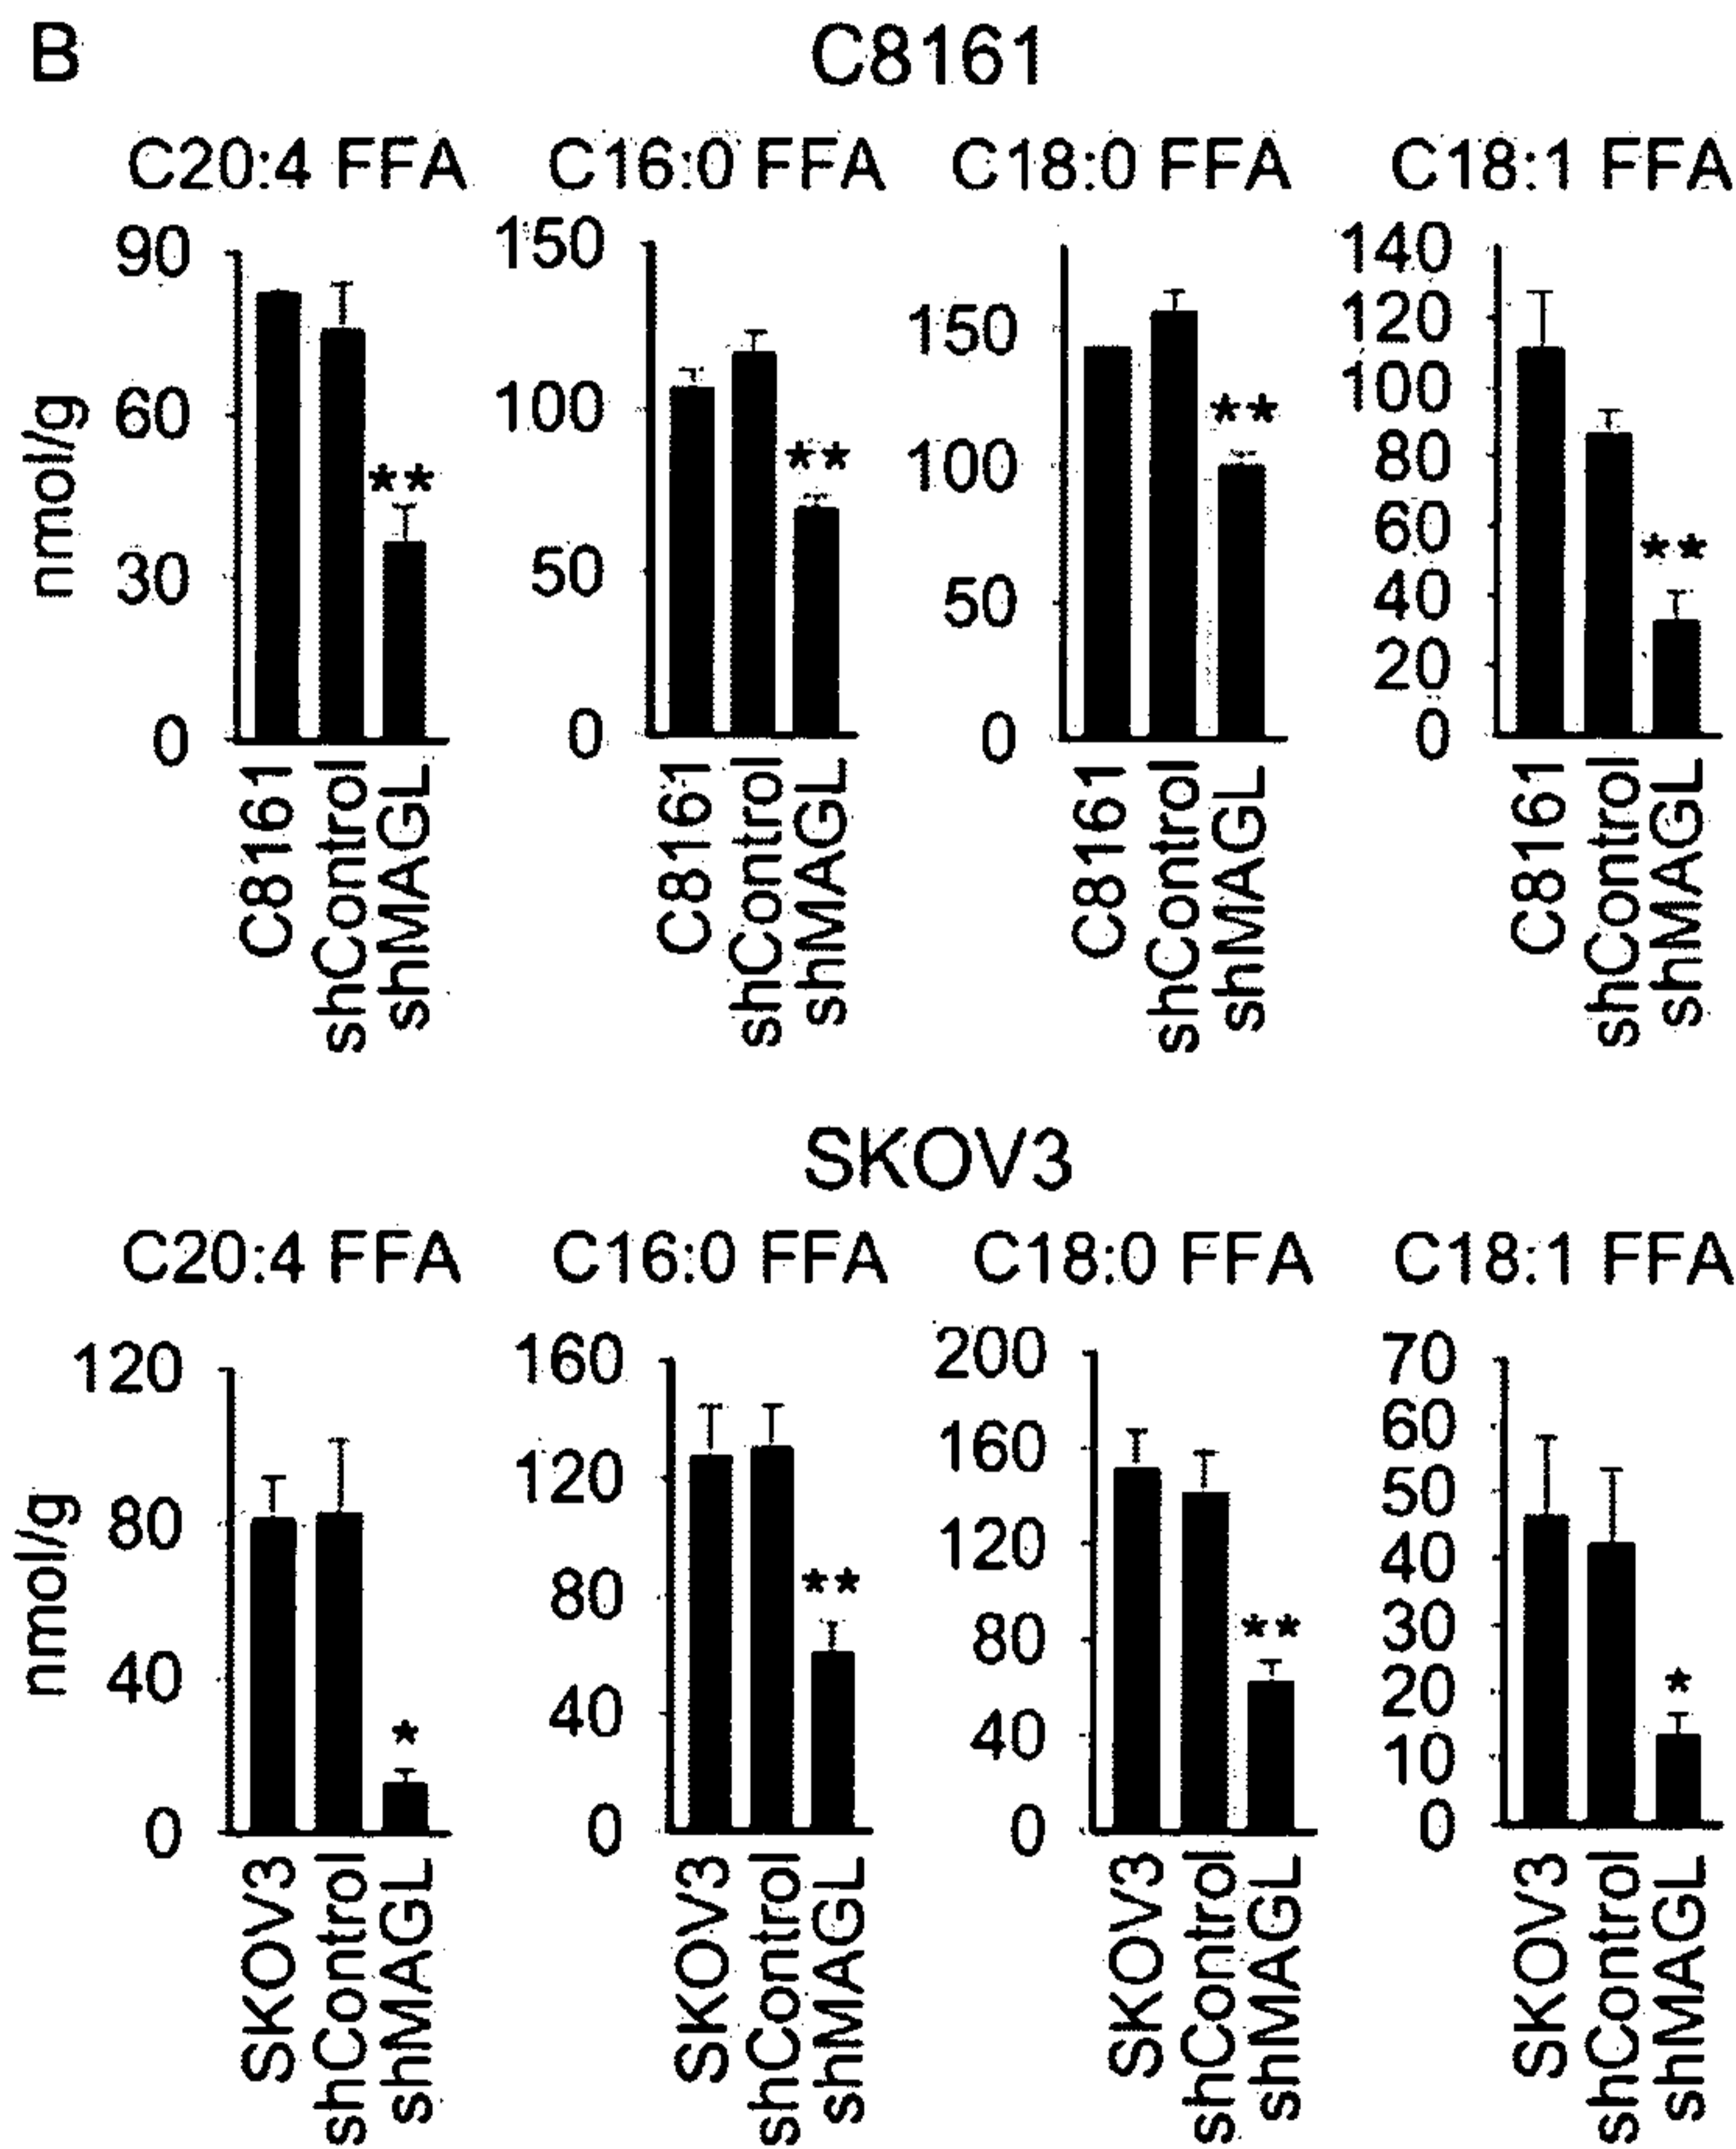 B
C8161
C20:4 FFA C16:0 FFA C18:0 FFA C18:1 FFA
nmol/g
90
60
30
0
**
C8161
shControl
shMAGL
150
100
50
0
**
C8161
shControl
shMAGL
150
100
50
0
**
C8161
shControl
shMAGL
140
120
100
80
60
40
20
0
**
C8161
shControl
shMAGL
SKOV3
C20:4 FFA C16:0 FFA C18:0 FFA C18:1 FFA
nmol/g
120
80
40
0
*
SKOV3
shControl
shMAGL
160
120
80
40
0
**
SKOV3
shControl
shMAGL
200
160
120
80
40
0
**
SKOV3
shControl
shMAGL
70
60
50
40
30
20
10
0
*
SKOV3
shControl
shMAGL